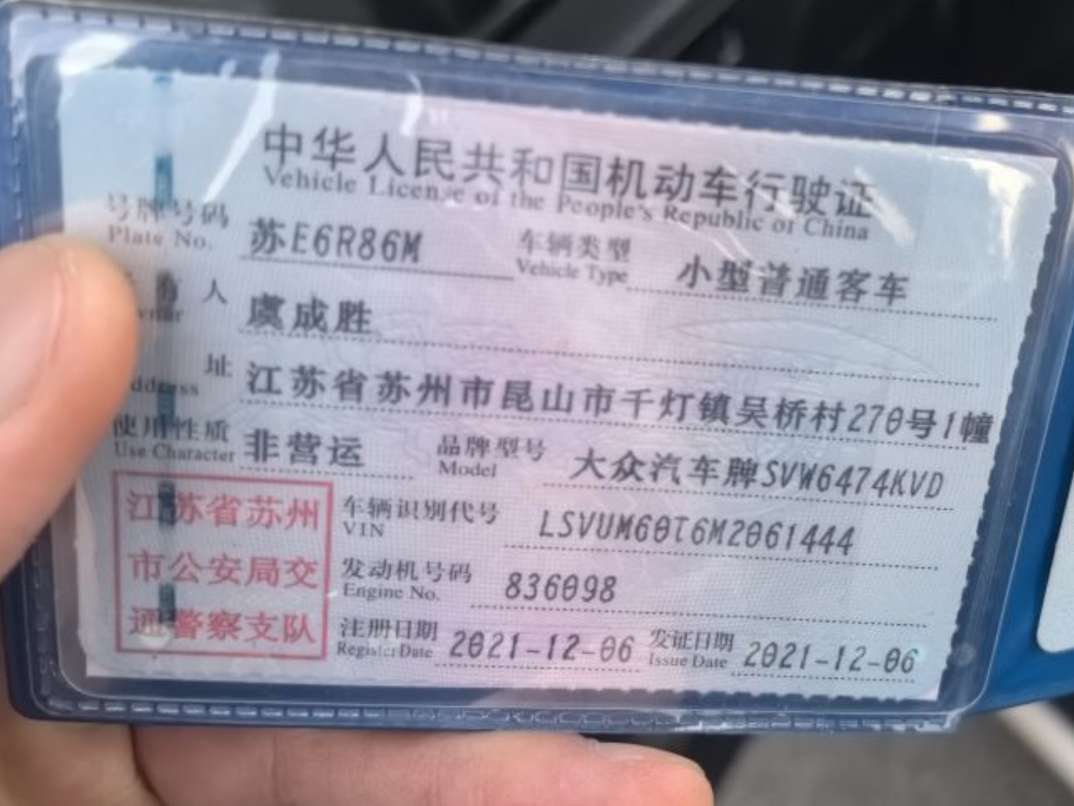 中华人民共和国机动车行驶证
Vehicle License of the People's Republic of China
号牌号码 苏E6R86M 车辆类型 小型普通客车
Plate No. Vehicle Type
有人 虞成胜
址 江苏省苏州市昆山市千灯镇吴桥村270号1幢
ddress
使用性质 非营运 品牌型号 大众汽车牌SVW6474KVD
Use Character Model
江苏省苏州 车辆识别代号 LSVUM60T6M2061444
VIN
市公安局交 发动机号码 836098
Engine No.
通警察支队 注册日期 2021-12-06 发证日期 2021-12-06
Register Date Issue Date